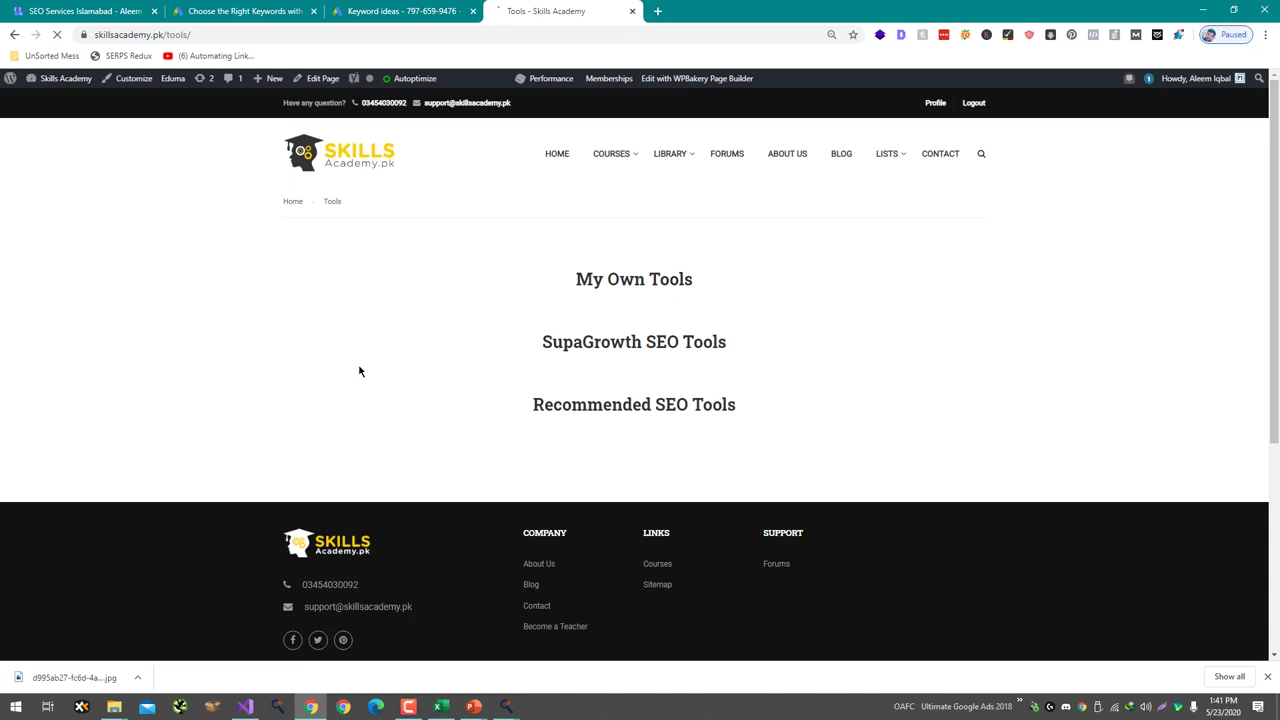 SEO Services Islamabad - Aleem
Choose the Right Keywords with
Keyword ideas - 797-659-9476 -
Tools - Skills Academy
skillsacademy.pk/tools/
Paused
UnSorted Mess
SERPS Redux
(6) Automating Link...
Skills Academy
Customize
Eduma
2
1
New
Edit Page
Autoptimize
Performance
Memberships
Edit with WPBakery Page Builder
1
Howdy, Aleem Iqbal
Have any question?
03454030092
support@skillsacademy.pk
Profile
Logout
SKILLS
Academy.pk
HOME
COURSES
LIBRARY
FORUMS
ABOUT US
BLOG
LISTS
CONTACT
Home
Tools
My Own Tools
SupaGrowth SEO Tools
Recommended SEO Tools
SKILLS
Academy.pk
03454030092
support@skillsacademy.pk
COMPANY
About Us
Blog
Contact
Become a Teacher
LINKS
Courses
Sitemap
SUPPORT
Forums
d995ab27-fc6d-4a....jpg
Show all
OAFC
Ultimate Google Ads 2018
1:41 PM
5/23/2020